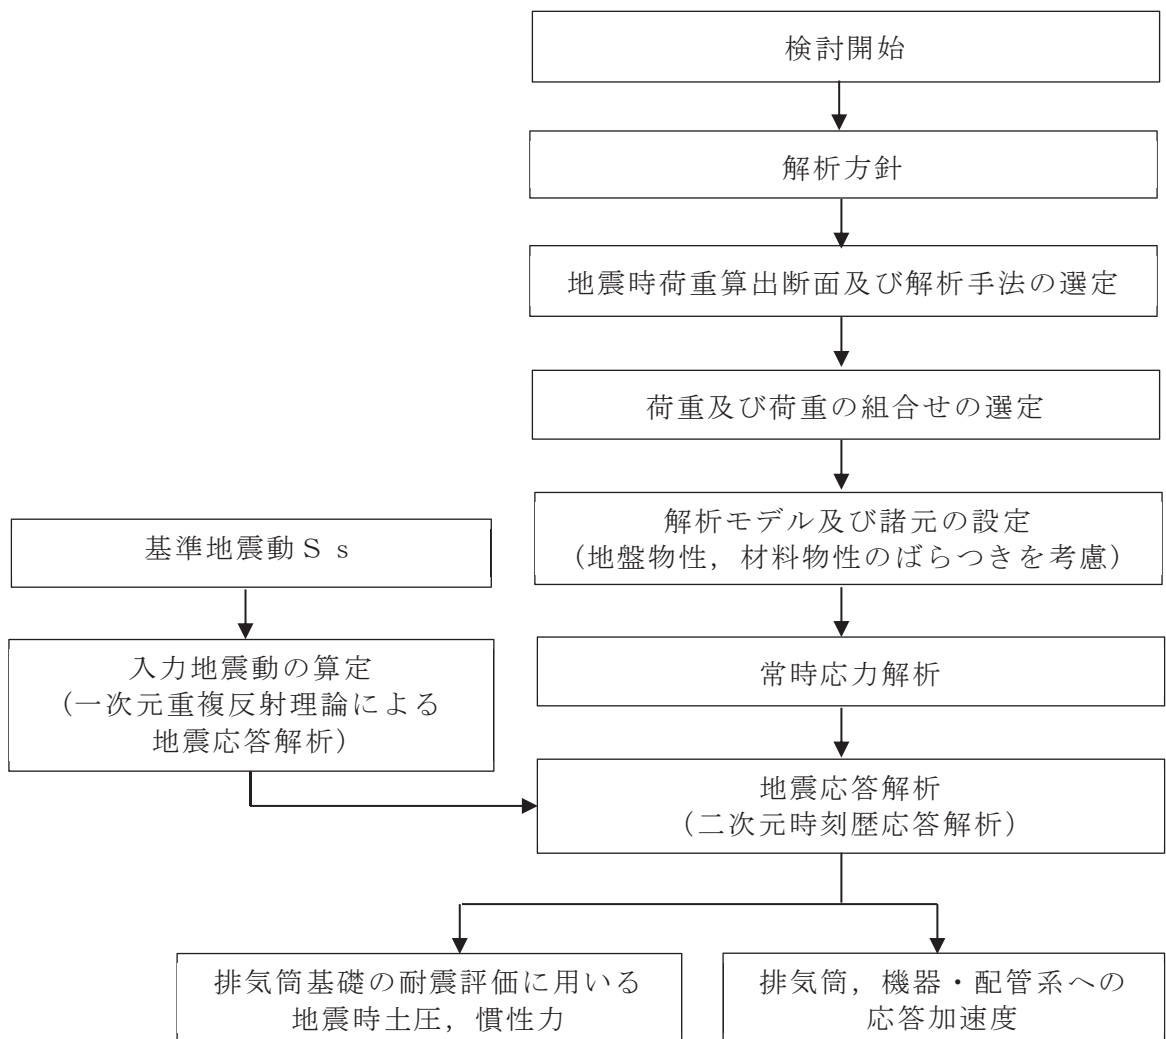 検討開始
解析方針
地震時荷重算出断面及び解析手法の選定
荷重及び荷重の組合せの選定
解析モデル及び諸元の設定
(地盤物性,材料物性のばらつきを考慮)
基準地震動Ss
入力地震動の算定
(一次元重複反射理論による
地震応答解析)
常時応力解析
地震応答解析
(二次元時刻歴応答解析)
排気筒基礎の耐震評価に用いる
地震時土圧,慣性力
排気筒,機器・配管系への
応答加速度